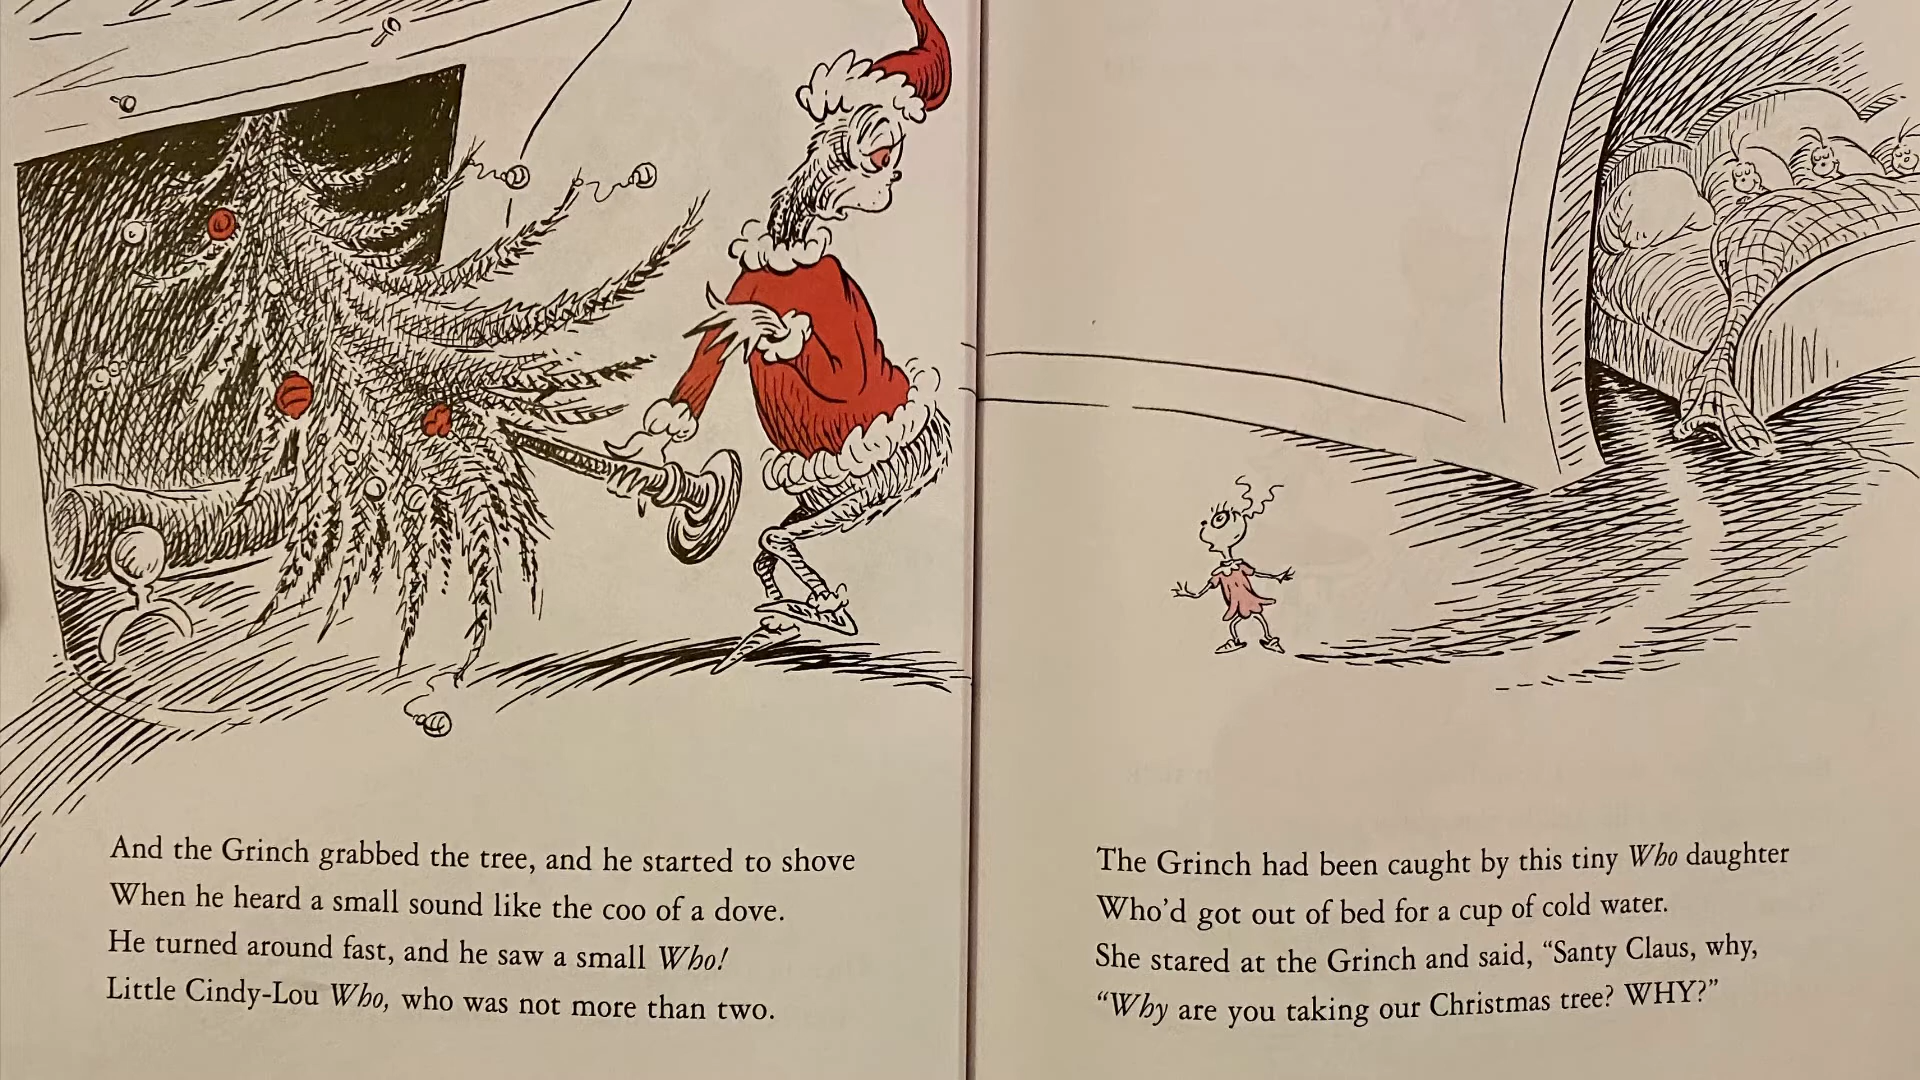 And the Grinch grabbed the tree, and he started to shove
When he heard a small sound like the coo of a dove.
He turned around fast, and he saw a small Who!
Little Cindy-Lou Who, who was not more than two.
The Grinch had been caught by this tiny Who daughter
Who'd got out of bed for a cup of cold water.
She stared at the Grinch and said, “Santy Claus, why,
“Why are you taking our Christmas tree? WHY?”